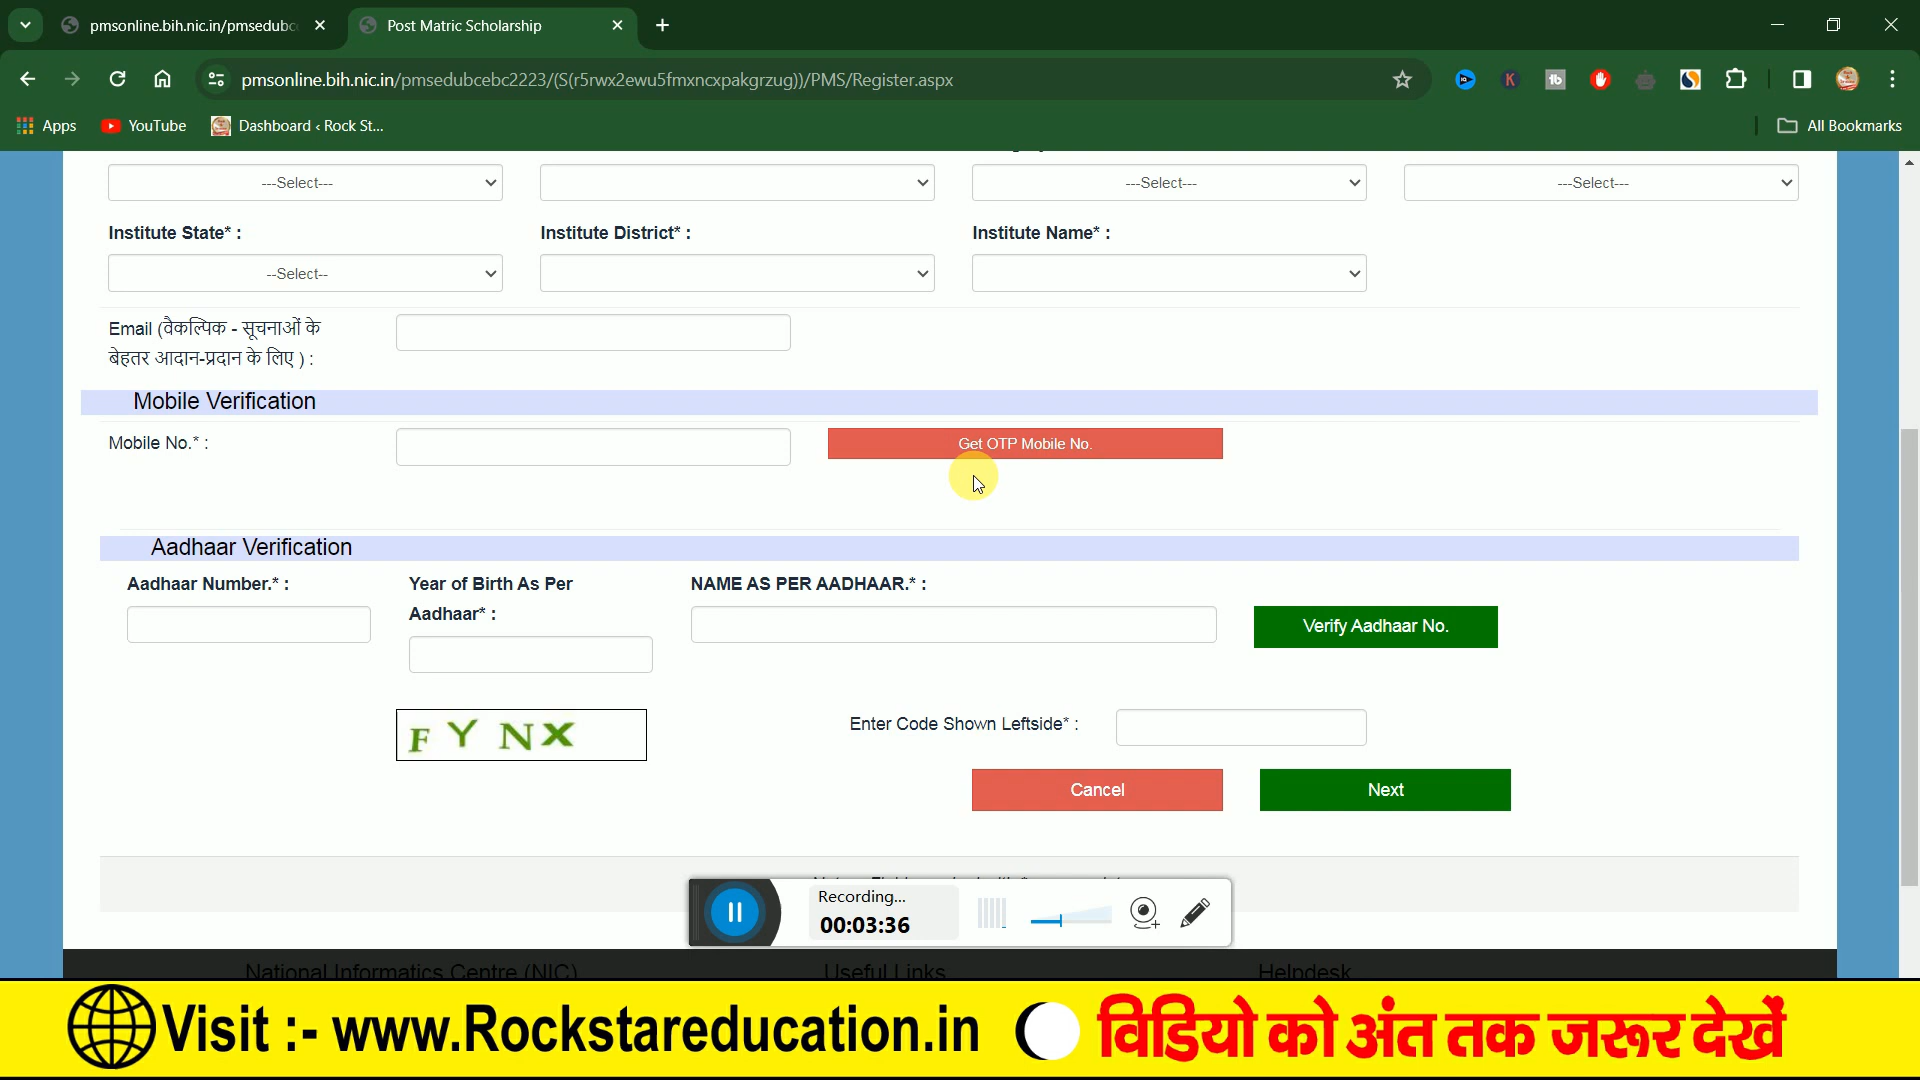 pmsonline.bih.nic.in/pmsedubc
Post Matric Scholarship
pmsonline.bih.nic.in/pmsedubcebc2223/(S(r5rwx2ewu5fmxncxpakgrzug))/PMS/Register.aspx
Apps
YouTube
Dashboard ‹ Rock St...
All Bookmarks
---Select---
---Select---
---Select---
Institute State* :
Institute District* :
Institute Name* :
--Select--
Email (वैकल्पिक - सूचनाओं के
बेहतर आदान-प्रदान के लिए ) :
Mobile Verification
Mobile No.* :
Get OTP Mobile No.
Aadhaar Verification
Aadhaar Number.* :
Year of Birth As Per
Aadhaar* :
NAME AS PER AADHAAR.* :
Verify Aadhaar No.
F Y N X
Enter Code Shown Leftside* :
Cancel
Next
Recording...
00:03:36
National Informatics Centre (NIC)
Useful Links
Helpdesk
Visit :- www.Rockstareducation.in
विडियो को अंत तक जरूर देखें